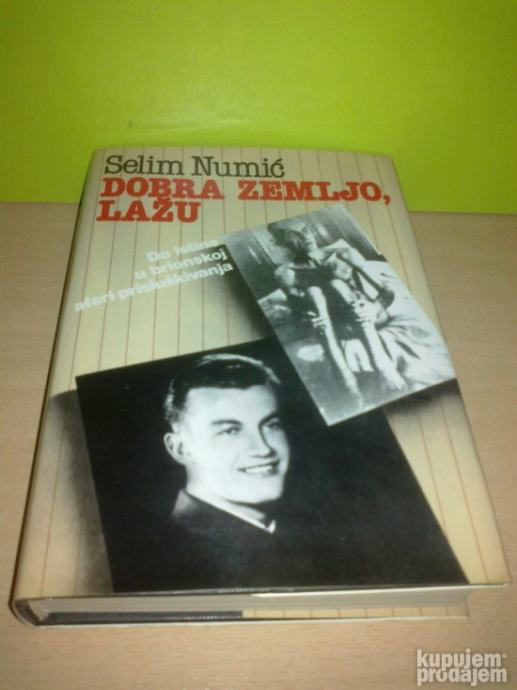 Selim Numić
DOBRA ZEMLJO,
LAŽU
Do istine
u brionskoj
aferi prisluškivanja
kupujem
prodajem